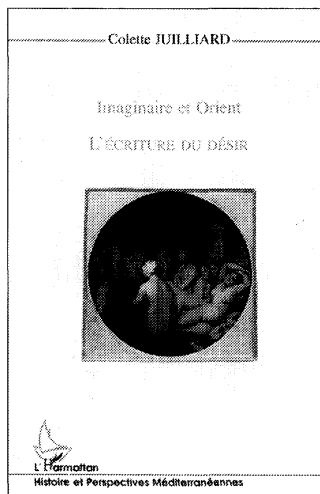 Colette JUILLIARD
Imaginaire et Orient
L'ÉCRITURE DU DÉSIR
L'Harmattan
Histoire et Perspectives Méditerranéennes